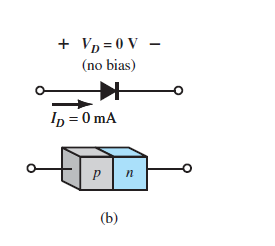 + V_D = 0 V −
(no bias)
I_D = 0 mA
p n
(b)